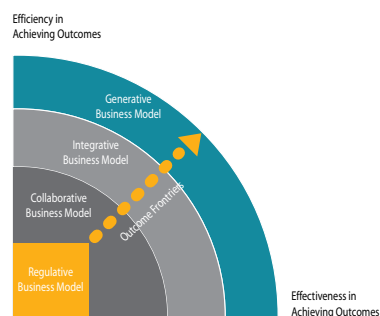 Efficiency in
Achieving Outcomes
Generative
Business Model
Integrative
Business Model
Collaborative
Business Model
Outcome Frontriers
Regulative
Business Model
Effectiveness in
Achieving Outcomes